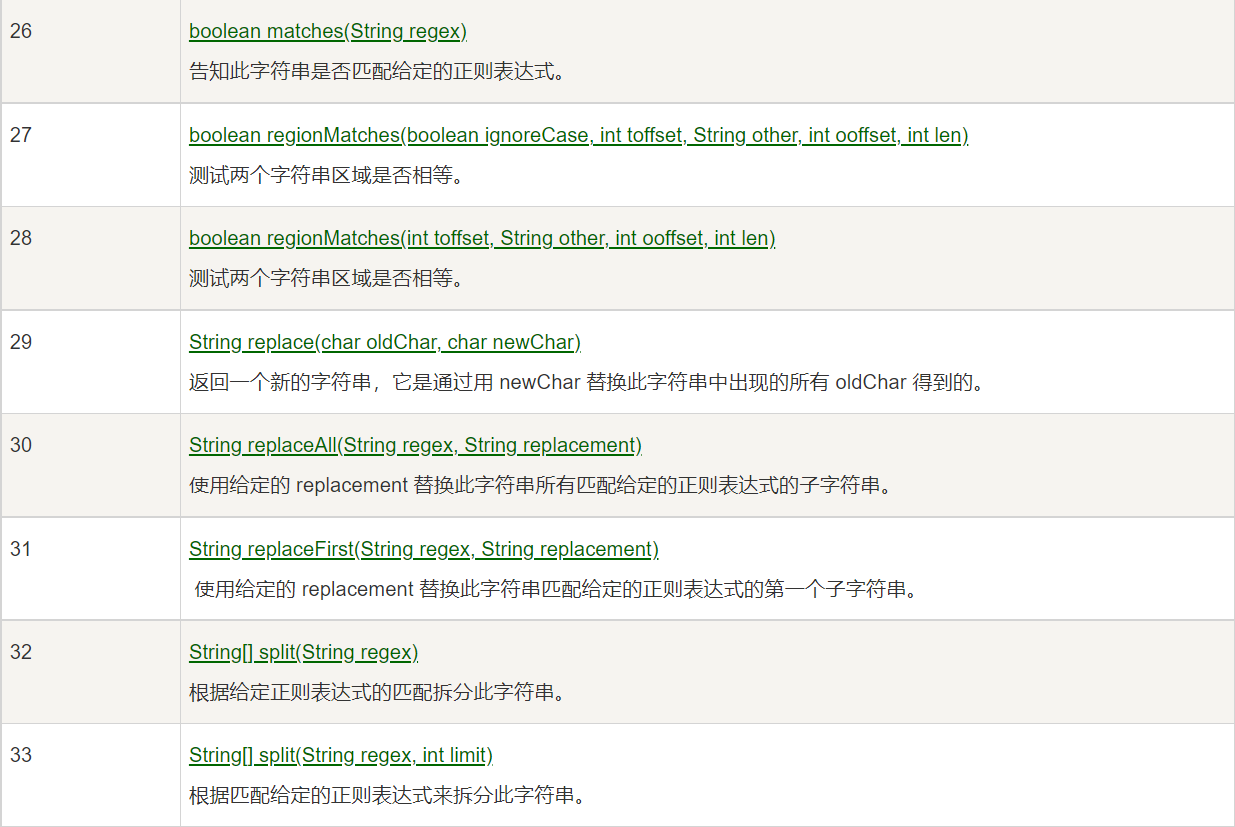 26
boolean matches(String regex)
告知此字符串是否匹配给定的正则表达式。
27
boolean regionMatches(boolean ignoreCase, int toffset, String other, int ooffset, int len)
测试两个字符串区域是否相等。
28
boolean regionMatches(int toffset, String other, int ooffset, int len)
测试两个字符串区域是否相等。
29
String replace(char oldChar, char newChar)
返回一个新的字符串，它是通过用 newChar 替换此字符串中出现的所有 oldChar 得到的。
30
String replaceAll(String regex, String replacement)
使用给定的 replacement 替换此字符串所有匹配给定的正则表达式的子字符串。
31
String replaceFirst(String regex, String replacement)
使用给定的 replacement 替换此字符串匹配给定的正则表达式的第一个子字符串。
32
String[] split(String regex)
根据给定正则表达式的匹配拆分此字符串。
33
String[] split(String regex, int limit)
根据匹配给定的正则表达式来拆分此字符串。